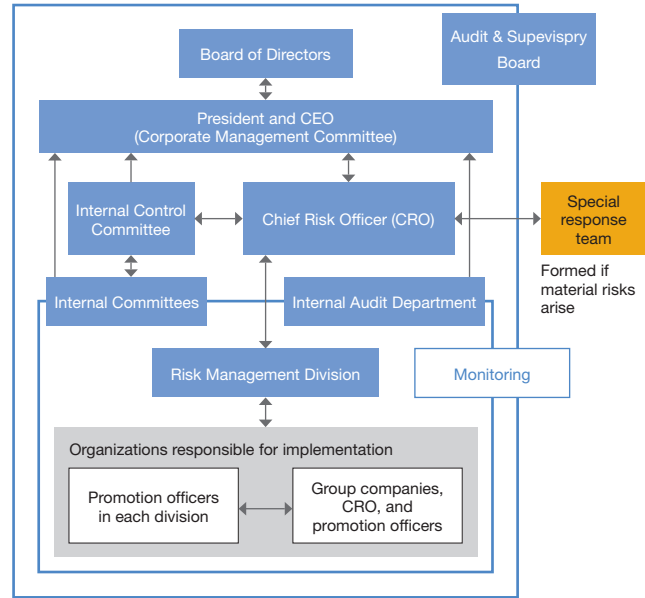 Audit & Supevispry
Board
Board of Directors
President and CEO
(Corporate Management Committee)
Internal Control
Committee
Chief Risk Officer (CRO)
Special
response
team
Formed if
material risks
arise
Internal Committees
Internal Audit Department
Risk Management Division
Monitoring
Organizations responsible for implementation
Promotion officers
in each division
Group companies,
CRO, and
promotion officers